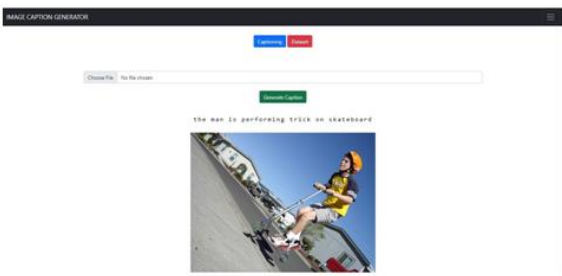 IMAGE CAPTION GENERATOR
Captioning Dataset
Choose File No file chosen
Generate Caption
the man is performing trick on skateboard